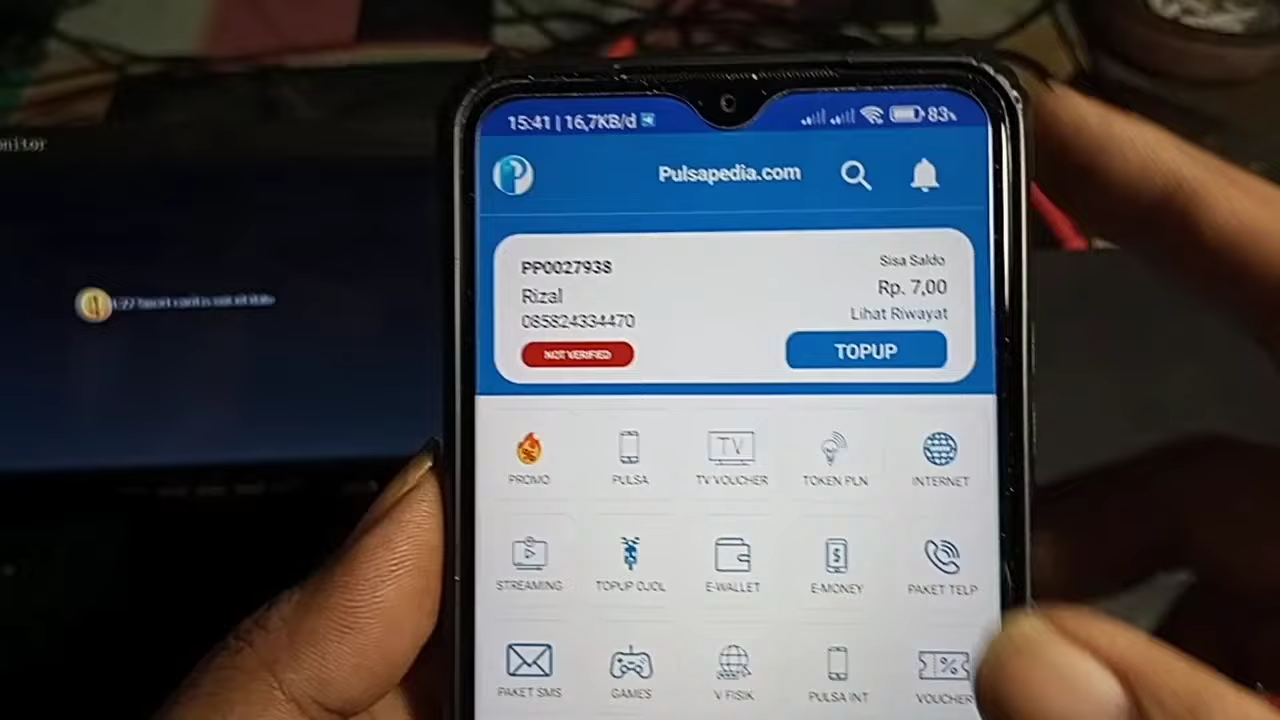 onitor
15:41 | 16,7KB/d
83%
Pulsapedia.com
PP0027938
Sisa Saldo
Rizal
Rp. 7,00
085824334470
Lihat Riwayat
NOT VERIFIED
TOPUP
PROMO
PULSA
TV
TV VOUCHER
TOKEN PLN
INTERNET
STREAMING
TOPUP OJOL
E-WALLET
$
E-MONEY
PAKET TELP
PAKET SMS
GAMES
V FISIK
PULSA INT
%
VOUCHER